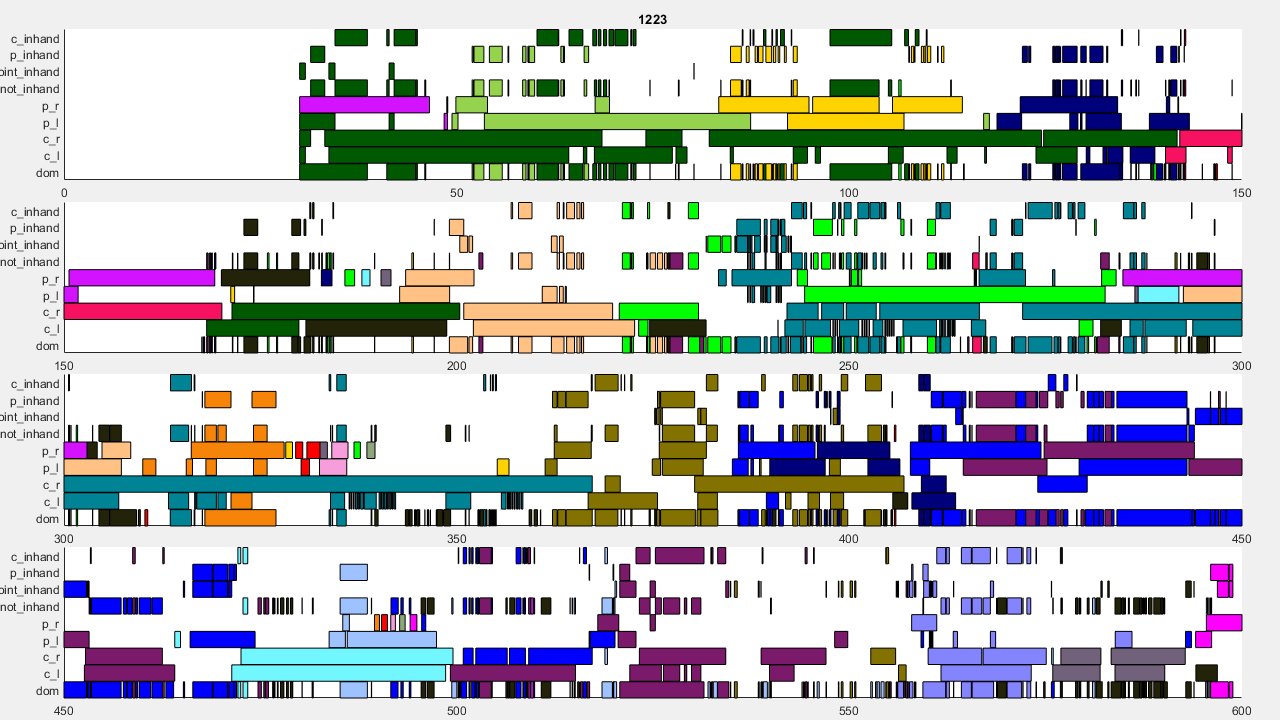 1223
c_inhand
p_inhand
oint_inhand
not_inhand
p_r
p_l
c_r
c_l
dom
0 50 100 150
c_inhand
p_inhand
oint_inhand
not_inhand
p_r
p_l
c_r
c_l
dom
150 200 250 300
c_inhand
p_inhand
oint_inhand
not_inhand
p_r
p_l
c_r
c_l
dom
300 350 400 450
c_inhand
p_inhand
oint_inhand
not_inhand
p_r
p_l
c_r
c_l
dom
450 500 550 600